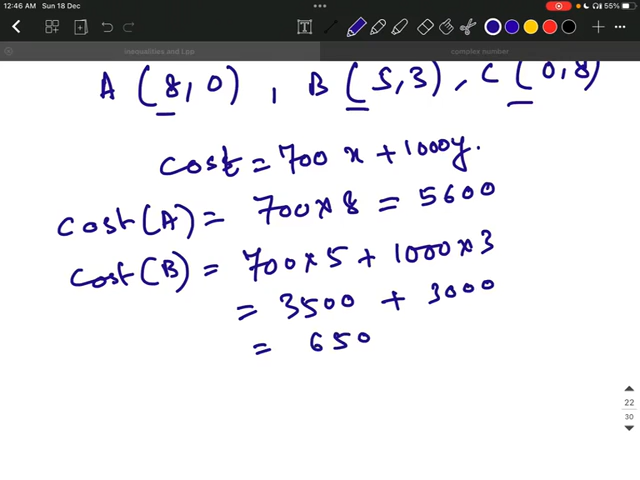 12:46 AM Sun 18 Dec
55%
inequalities and Lpp
complex number
A (8,0) , B (5,3) , C (0,8)
Cost = 700 x + 1000y.
Cost (A) = 700 × 8 = 5600
Cost (B) = 700 × 5 + 1000 × 3
= 3500 + 3000
= 650
22
30